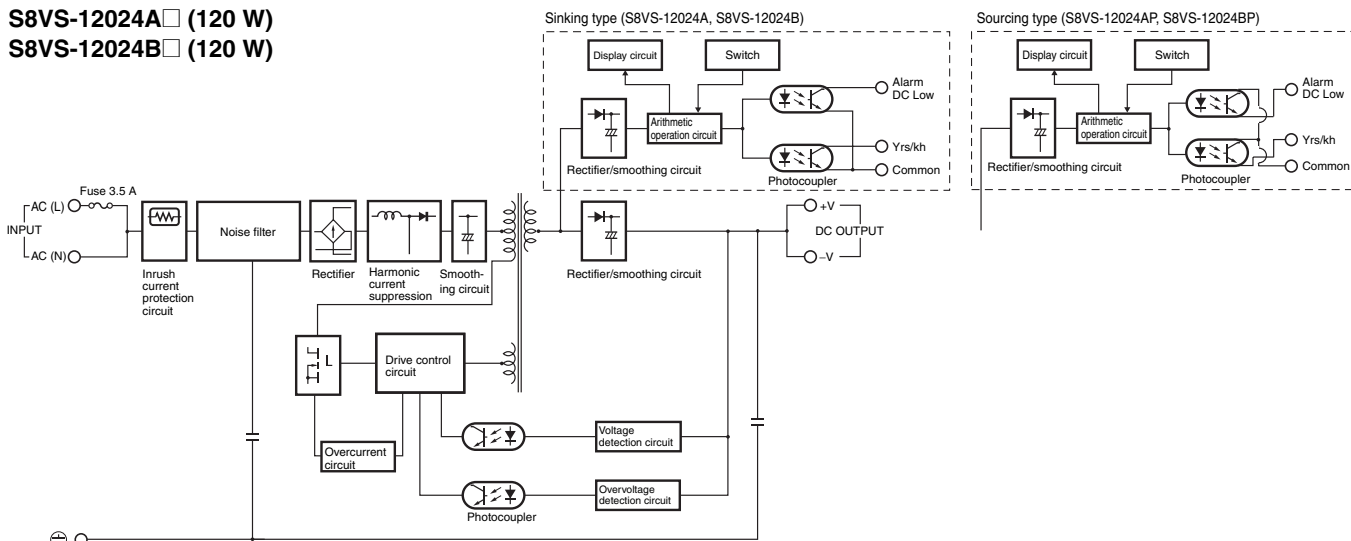 S8VS-12024A□ (120 W)
S8VS-12024B□ (120 W)
Sinking type (S8VS-12024A, S8VS-12024B)
Display circuit
Switch
Arithmetic
operation circuit
Rectifier/smoothing circuit
Photocoupler
Alarm
DC Low
Yrs/kh
Common
Sourcing type (S8VS-12024AP, S8VS-12024BP)
Display circuit
Switch
Arithmetic
operation circuit
Rectifier/smoothing circuit
Photocoupler
Alarm
DC Low
Yrs/kh
Common
Fuse 3.5 A
AC (L)
INPUT
AC (N)
Inrush
current
protection
circuit
Noise filter
Rectifier
Harmonic
current
suppression
Smooth-
ing circuit
Rectifier/smoothing circuit
+V
DC OUTPUT
−V
Drive control
circuit
Overcurrent
circuit
Voltage
detection circuit
Overvoltage
detection circuit
Photocoupler